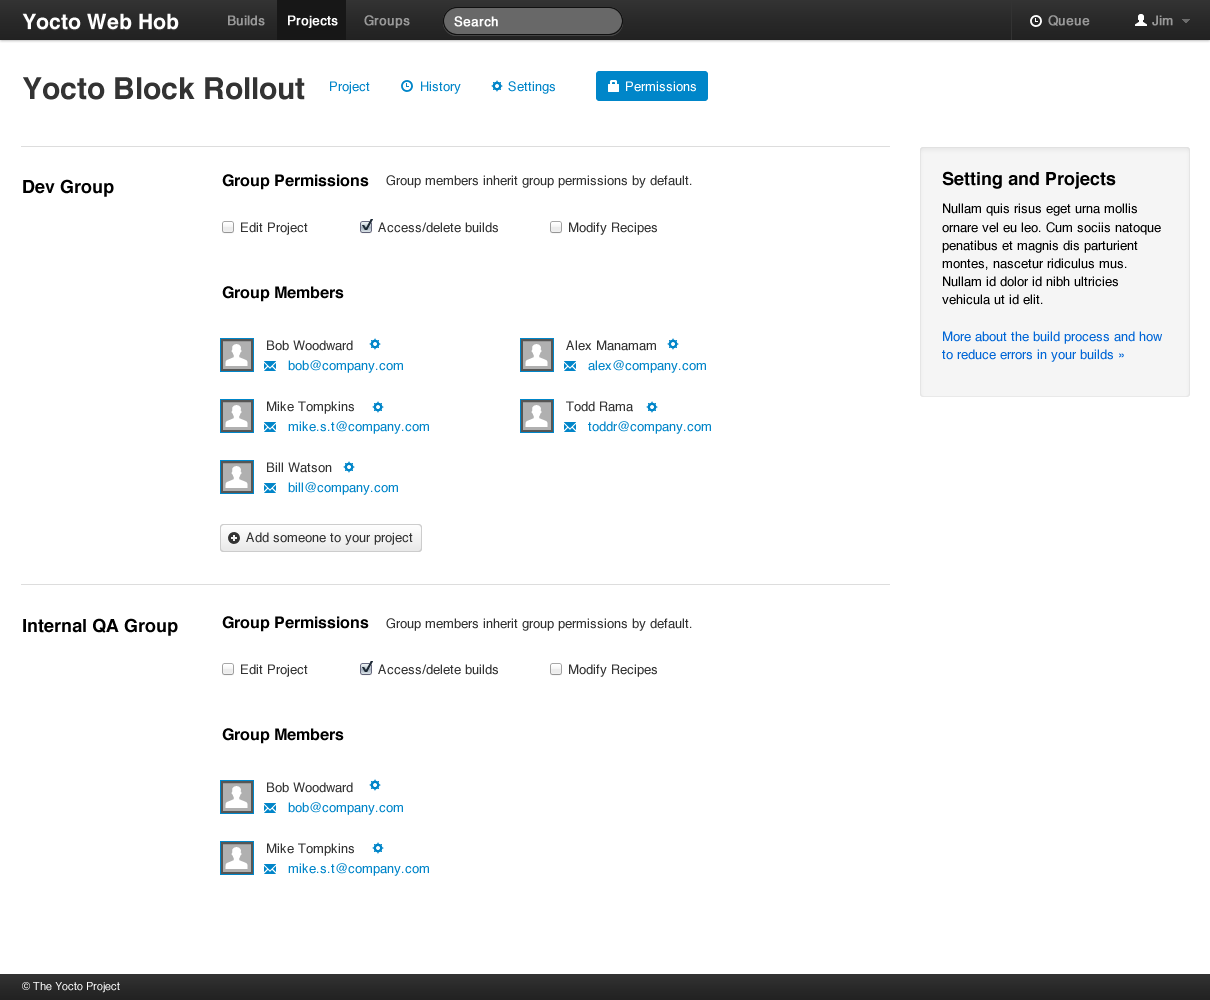 Yocto Web Hob Builds Projects Groups Search Queue Jim
Yocto Block Rollout Project History Settings Permissions
Dev Group
Group Permissions Group members inherit group permissions by default.
Edit Project Access/delete builds Modify Recipes
Group Members
Bob Woodward
bob@company.com
Alex Manamam
alex@company.com
Mike Tompkins
mike.s.t@company.com
Todd Rama
toddr@company.com
Bill Watson
bill@company.com
Add someone to your project
Setting and Projects
Nullam quis risus eget urna mollis
ornare vel eu leo. Cum sociis natoque
penatibus et magnis dis parturient
montes, nascetur ridiculus mus.
Nullam id dolor id nibh ultricies
vehicula ut id elit.
More about the build process and how
to reduce errors in your builds »
Internal QA Group
Group Permissions Group members inherit group permissions by default.
Edit Project Access/delete builds Modify Recipes
Group Members
Bob Woodward
bob@company.com
Mike Tompkins
mike.s.t@company.com
© The Yocto Project